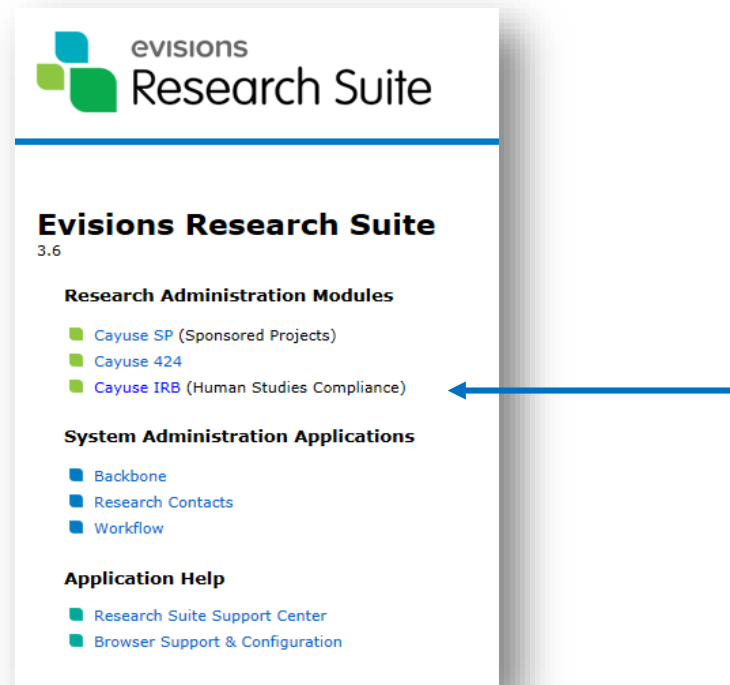 evisions
Research Suite
Evisions Research Suite
3.6
Research Administration Modules
Cayuse SP (Sponsored Projects)
Cayuse 424
Cayuse IRB (Human Studies Compliance)
System Administration Applications
Backbone
Research Contacts
Workflow
Application Help
Research Suite Support Center
Browser Support & Configuration